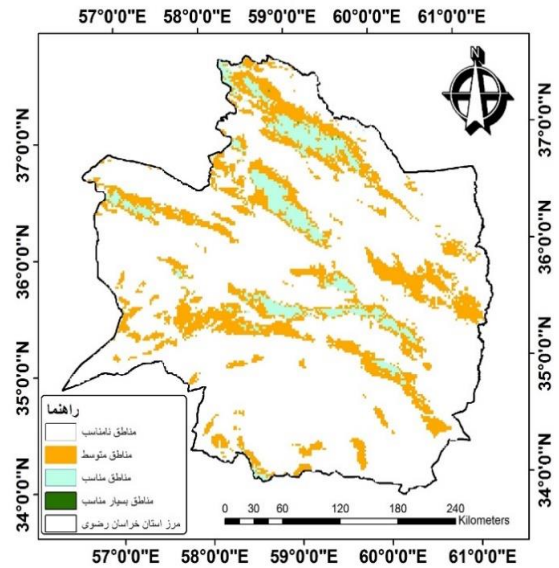 57°0'0"E 58°0'0"E 59°0'0"E 60°0'0"E 61°0'0"E
N
37°0'0"N
37°0'0"N
36°0'0"N
36°0'0"N
35°0'0"N
35°0'0"N
34°0'0"N
34°0'0"N
راهنما
مناطق نامناسب
مناطق متوسط
مناطق مناسب
مناطق بسیار مناسب
مرز استان خراسان رضوی
0 30 60 120 180 240
Kilometers
57°0'0"E 58°0'0"E 59°0'0"E 60°0'0"E 61°0'0"E